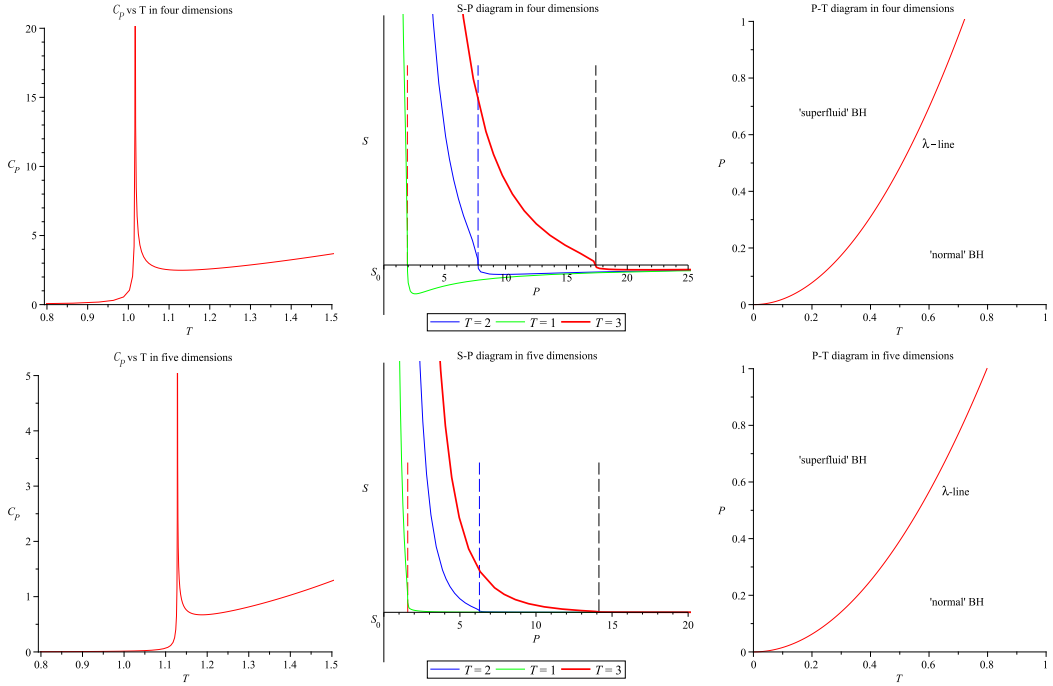 C_P vs T in four dimensions
20
15
C_P
10
5
0
0.8 0.9 1.0 1.1 1.2 1.3 1.4 1.5
T
S-P diagram in four dimensions
S
S_0
5 10 15 20 25
P
T = 2 T = 1 T = 3
P-T diagram in four dimensions
1
0.8
'superfluid' BH
0.6
λ-line
P
0.4
0.2
'normal' BH
0
0 0.2 0.4 0.6 0.8 1
T
C_P vs T in five dimensions
5
4
3
C_P
2
1
0
0.8 0.9 1.0 1.1 1.2 1.3 1.4 1.5
T
S-P diagram in five dimensions
S
S_0
5 10 15 20
P
T = 2 T = 1 T = 3
P-T diagram in five dimensions
1
0.8
'superfluid' BH
0.6
λ-line
P
0.4
0.2
'normal' BH
0
0 0.2 0.4 0.6 0.8 1
T